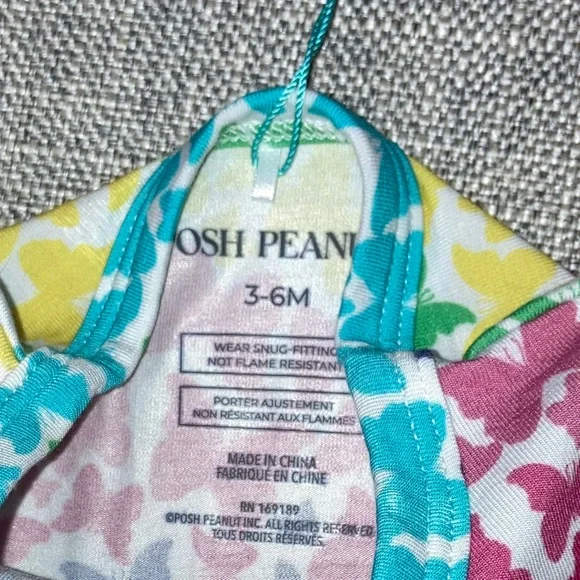 OSH PEANU
3-6M
WEAR SNUG-FITTING
NOT FLAME RESISTANT
PORTER AJUSTEMENT
NON RÉSISTANT AUX FLAMMES
MADE IN CHINA
FABRIQUÉ EN CHINE
RN 169189
©POSH PEANUT INC. ALL RIGHTS RESERVED
TOUS DROITS RÉSERVÉS.